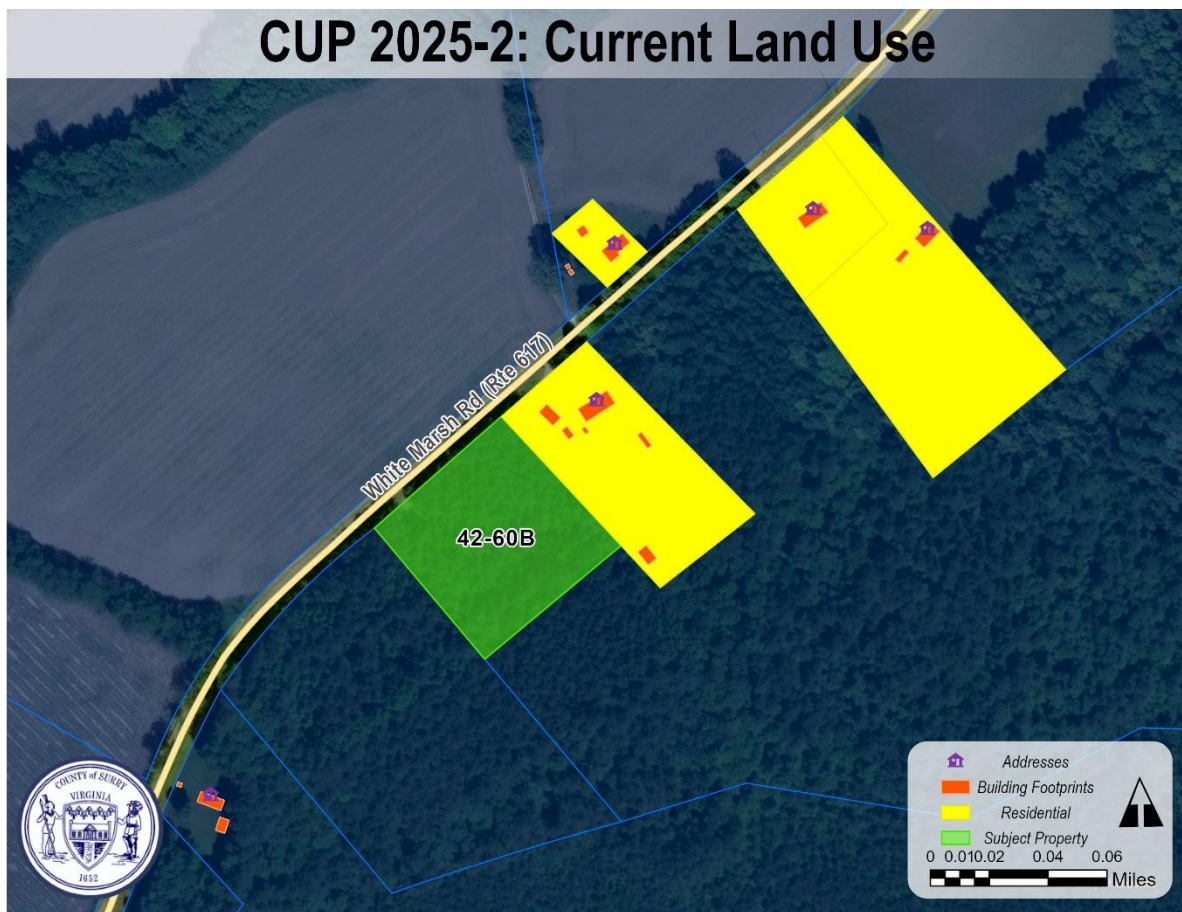 CUP 2025-2: Current Land Use
White Marsh Rd (Rte 617)
42-60B
COUNTY of SURRY
VIRGINIA
1652
Addresses
Building Footprints
Residential
Subject Property
0 0.010.02 0.04 0.06
Miles